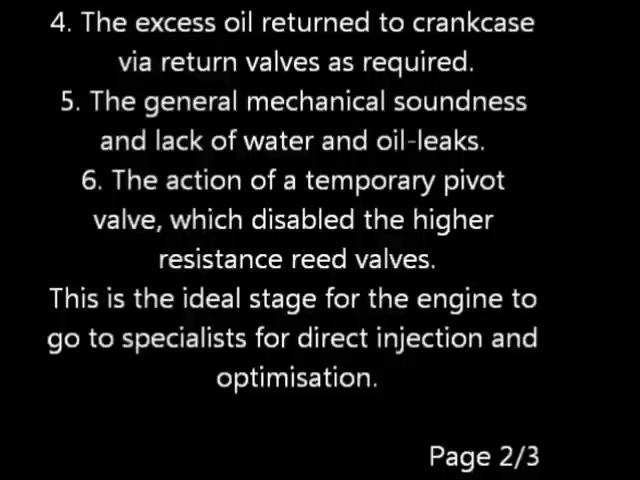 4. The excess oil returned to crankcase
via return valves as required.
5. The general mechanical soundness
and lack of water and oil-leaks.
6. The action of a temporary pivot
valve, which disabled the higher
resistance reed valves.
This is the ideal stage for the engine to
go to specialists for direct injection and
optimisation.
Page 2/3